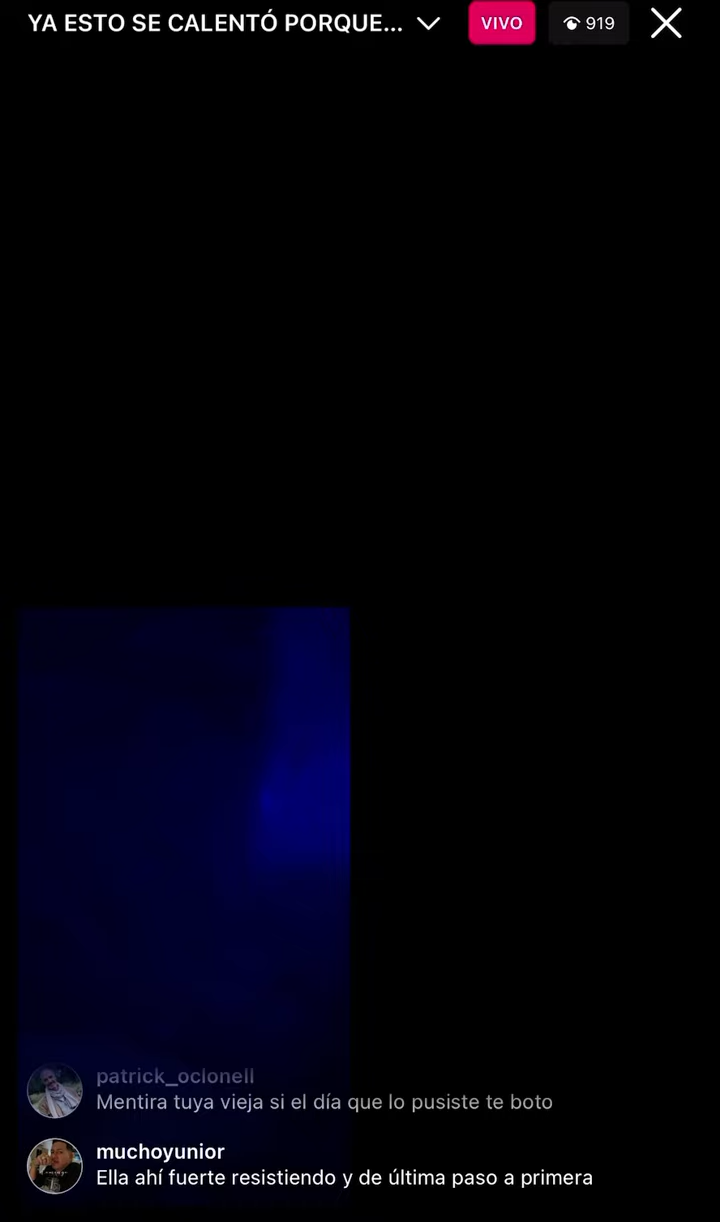 YA ESTO SE CALENTÓ PORQUE...
VIVO
919
patrick_oclonell
Mentira tuya vieja si el día que lo pusiste te boto
muchoyunior
Ella ahí fuerte resistiendo y de última paso a primera